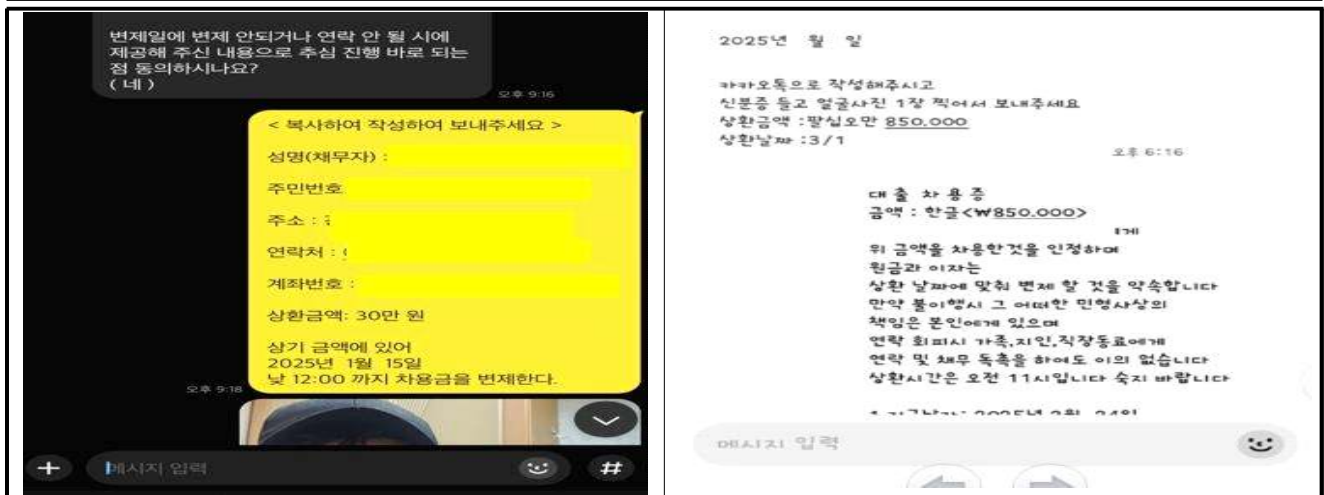 변제일에 변제 안되거나 연락 안 될 시에
제공해 주신 내용으로 추심 진행 바로 되는
점 동의하시나요?
( 네 )
오후 9:16
< 복사하여 작성하여 보내주세요 >
성명(채무자) :
주민번호
주소 :
연락처 :
계좌번호 :
상환금액: 30만 원
상기 금액에 있어
2025년 1월 15일
낮 12:00 까지 차용금을 변제한다.
오후 9:18
메시지 입력
#
2025년 월 일
카카오톡으로 작성해주시고
신분증 들고 얼굴사진 1장 찍어서 보내주세요
상환금액 :팔십오만 850.000
상환날짜 :3/1
오후 6:16
대 출 차 용 증
금액 : 한글<₩850.000>
위 금액을 차용한것을 인정하며
원금과 이자는
상환 날짜에 맞춰 변제 할 것을 약속합니다
만약 불이행시 그 어떠한 민형사상의
책임은 본인에게 있으며
연락 회피시 가족,지인,직장동료에게
연락 및 채무 독촉을 하여도 이의 없습니다
상환시간은 오전 11시입니다 숙지 바랍니다
메시지 입력